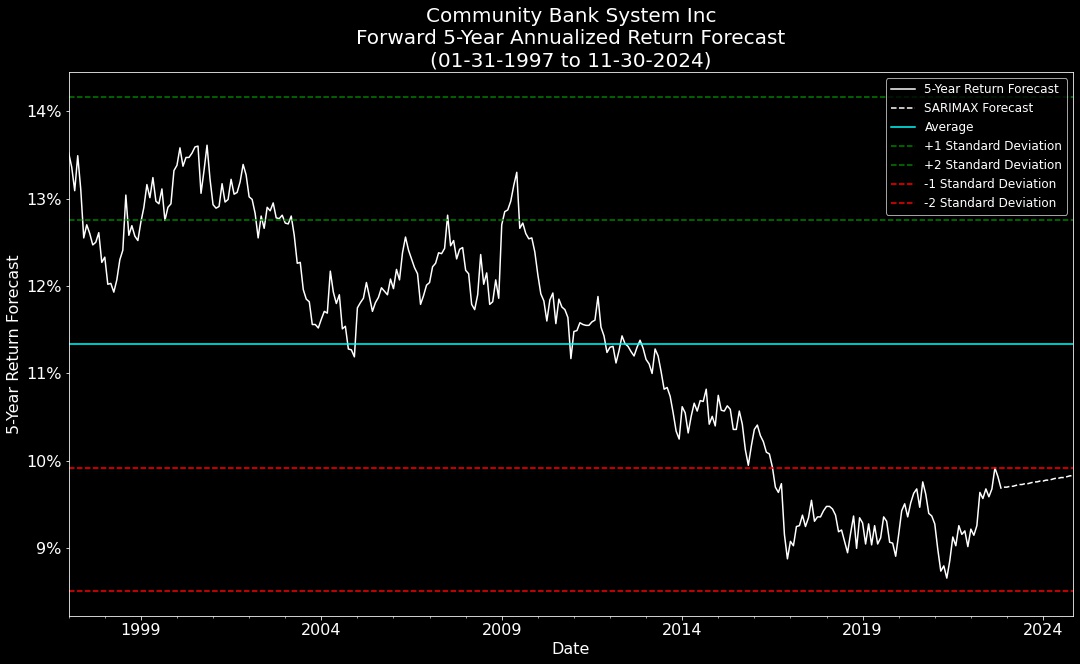 Community Bank System Inc
Forward 5-Year Annualized Return Forecast
(01-31-1997 to 11-30-2024)
5-Year Return Forecast
SARIMAX Forecast
Average
+1 Standard Deviation
+2 Standard Deviation
-1 Standard Deviation
-2 Standard Deviation
5-Year Return Forecast
14%
13%
12%
11%
10%
9%
1999 2004 2009 2014 2019 2024
Date